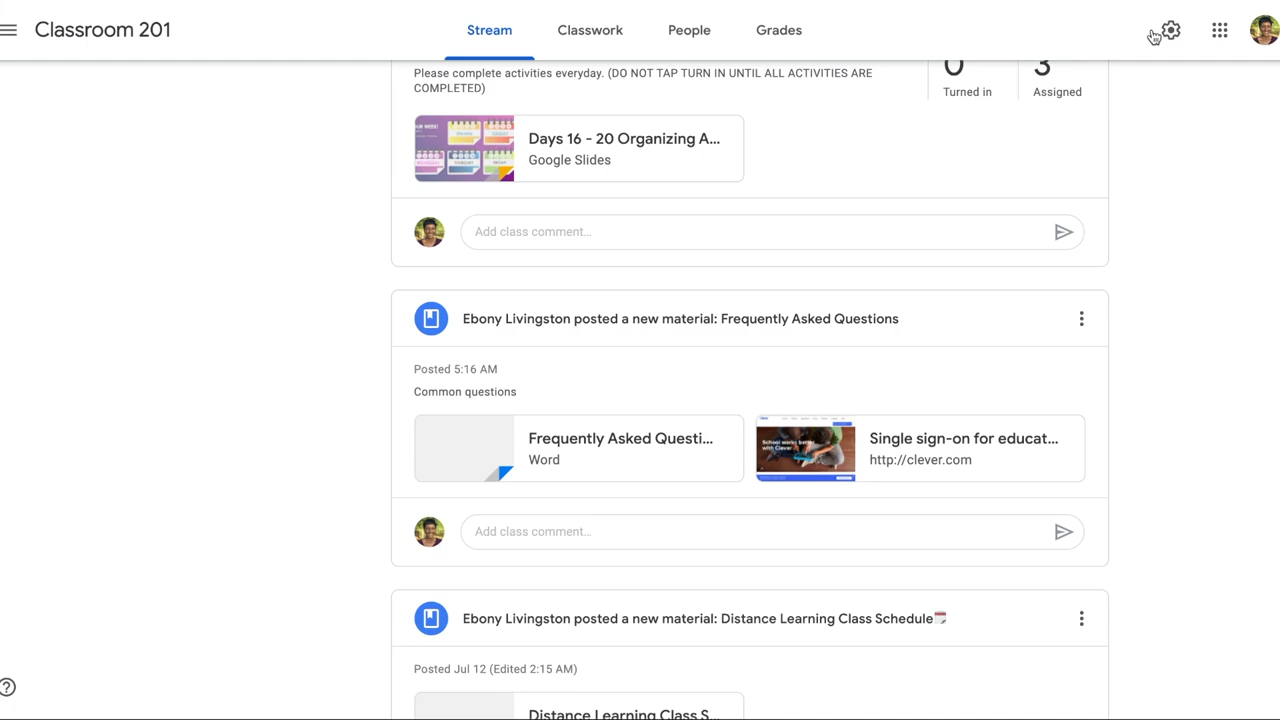 Classroom 201
Stream
Classwork
People
Grades
Please complete activities everyday. (DO NOT TAP TURN IN UNTIL ALL ACTIVITIES ARE
COMPLETED)
0
Turned in
3
Assigned
Days 16 - 20 Organizing A...
Google Slides
Add class comment...
Ebony Livingston posted a new material: Frequently Asked Questions
Posted 5:16 AM
Common questions
Frequently Asked Questi...
Word
Single sign-on for educat...
http://clever.com
Add class comment...
Ebony Livingston posted a new material: Distance Learning Class Schedule
Posted Jul 12 (Edited 2:15 AM)
Distance Learning Class S...